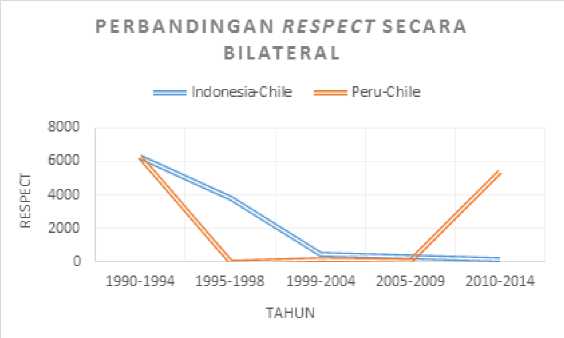 PERBANDINGAN RESPECT SECARA
BILATERAL
Indonesia-Chile Peru-Chile
8000
6000
4000
2000
0
RESPECT
1990-1994 1995-1998 1999-2004 2005-2009 2010-2014
TAHUN